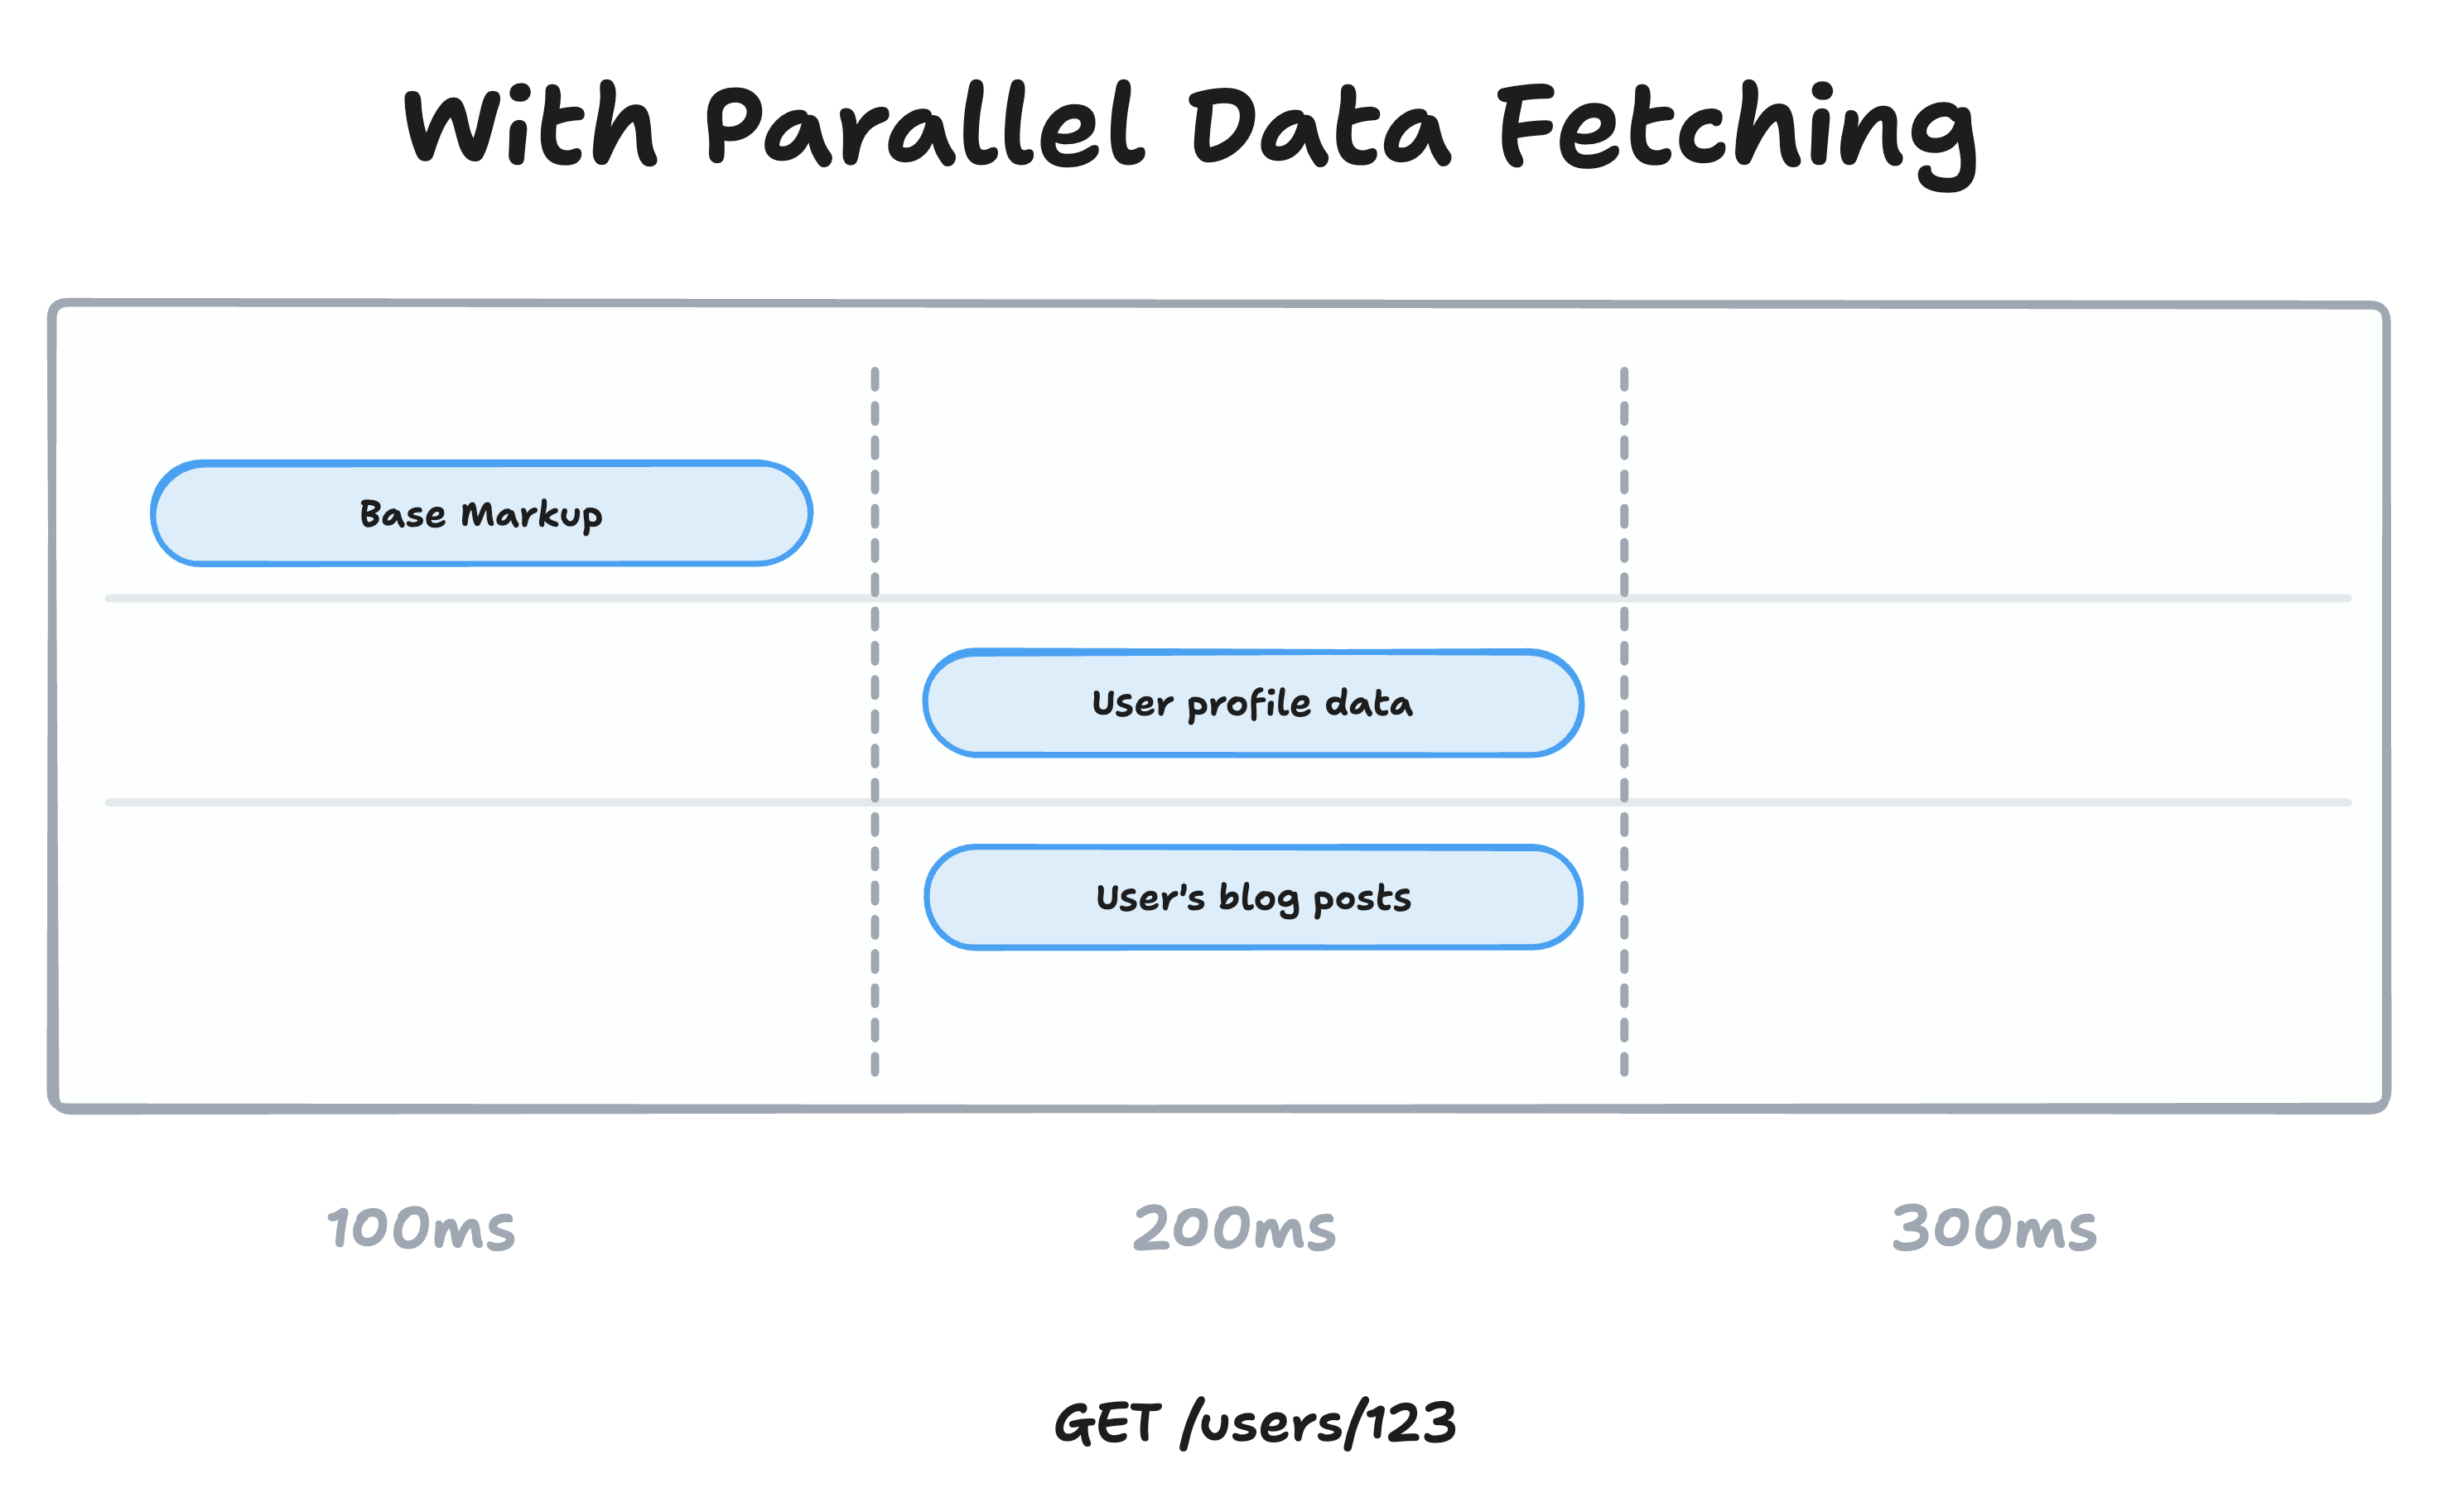 With Parallel Data Fetching
Base Markup
User profile data
User's blog posts
100ms
200ms
300ms
GET /users/123